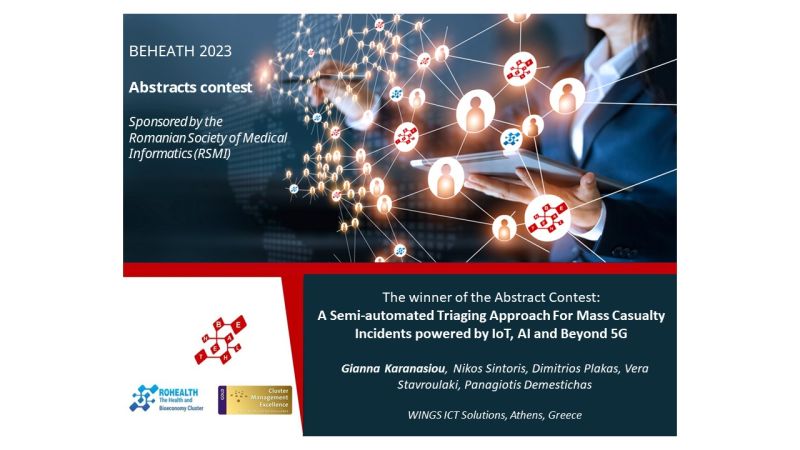 BEHEATH 2023
Abstracts contest
Sponsored by the
Romanian Society of Medical
Informatics (RSMI)
The winner of the Abstract Contest:
A Semi-automated Triaging Approach For Mass Casualty
Incidents powered by IoT, AI and Beyond 5G
Gianna Karanasiou, Nikos Sintoris, Dimitrios Plakas, Vera
Stavroulaki, Panagiotis Demestichas
WINGS ICT Solutions, Athens, Greece
ROHEALTH
The Health and
Bioeconomy Cluster
GOLD
Cluster
Management
Excellence